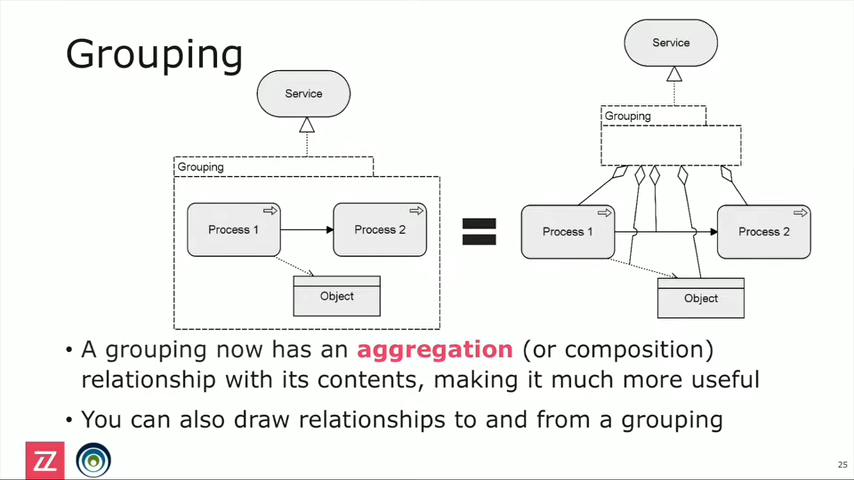 Grouping
Service
Grouping
Process 1
Process 2
Object
Service
Grouping
Process 1
Process 2
Object
• A grouping now has an aggregation (or composition)
relationship with its contents, making it much more useful
• You can also draw relationships to and from a grouping
25